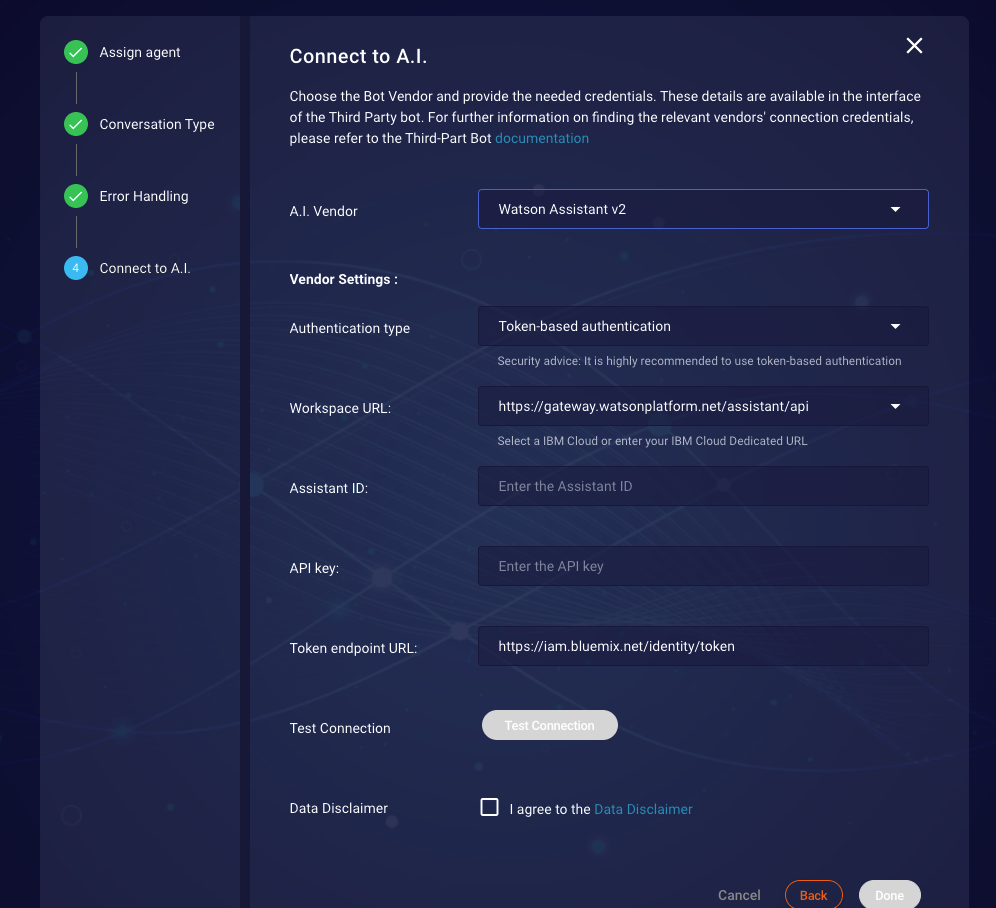 Assign agent
Conversation Type
Error Handling
4
Connect to A.I.
Connect to A.I.
Choose the Bot Vendor and provide the needed credentials. These details are available in the interface
of the Third Party bot. For further information on finding the relevant vendors' connection credentials,
please refer to the Third-Part Bot documentation
A.I. Vendor
Watson Assistant v2
Vendor Settings :
Authentication type
Token-based authentication
Security advice: It is highly recommended to use token-based authentication
Workspace URL:
https://gateway.watsonplatform.net/assistant/api
Select a IBM Cloud or enter your IBM Cloud Dedicated URL
Assistant ID:
Enter the Assistant ID
API key:
Enter the API key
Token endpoint URL:
https://iam.bluemix.net/identity/token
Test Connection
Test Connection
Data Disclaimer
I agree to the Data Disclaimer
Cancel
Back
Done